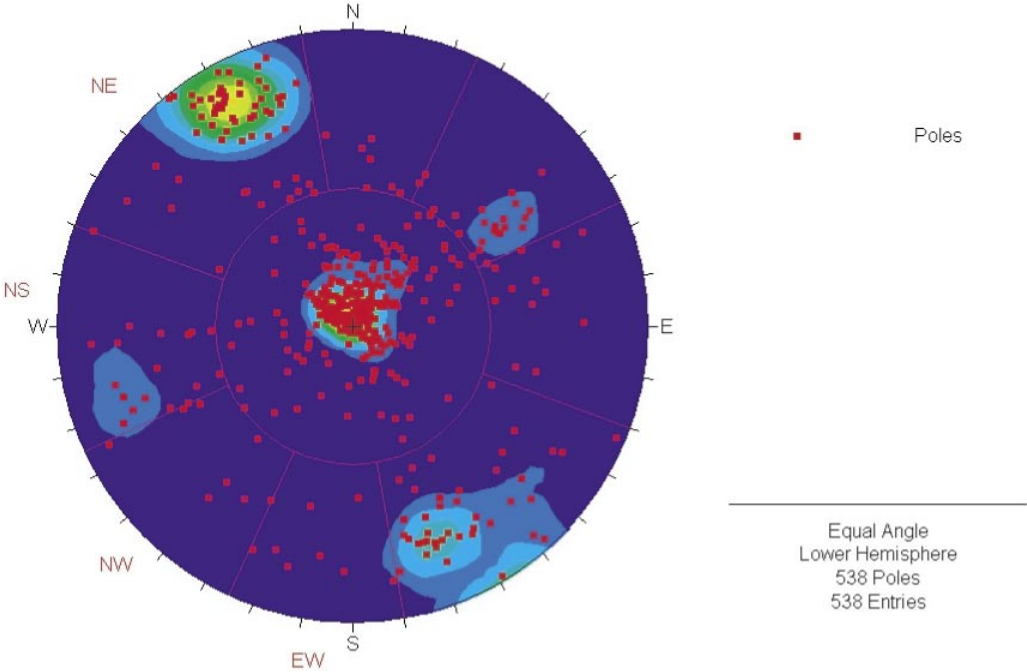 N
NE
Poles
NS
W
E
Equal Angle
Lower Hemisphere
538 Poles
538 Entries
NW
S
EW